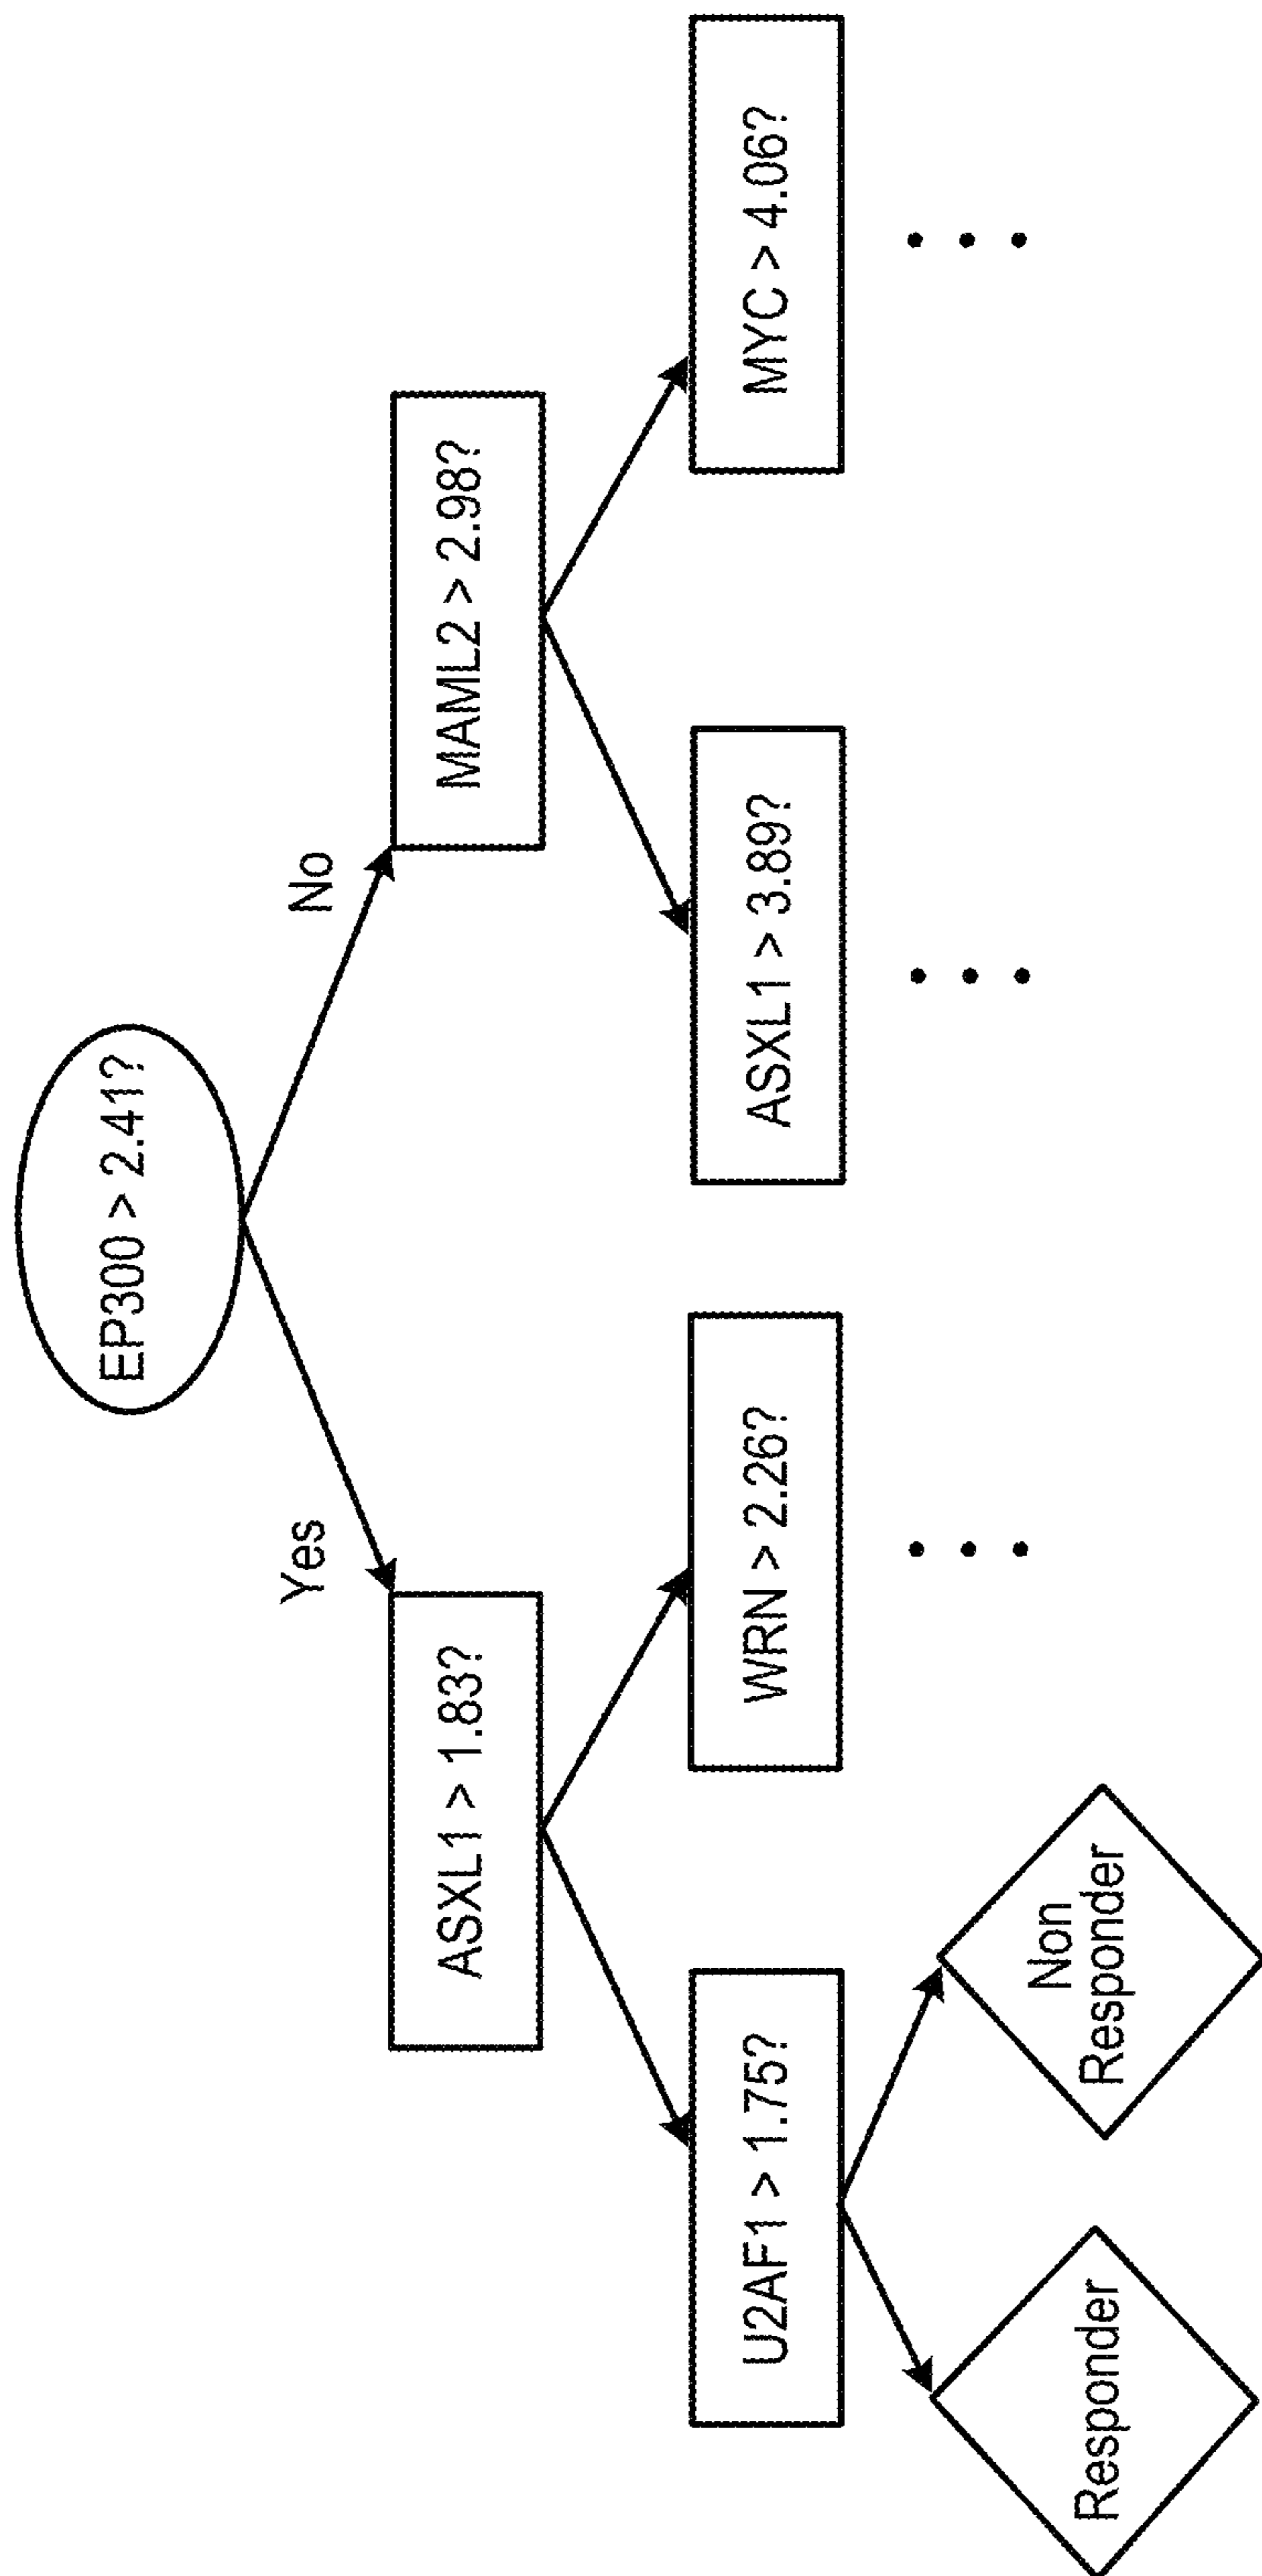 EP300 > 2.41?
Yes
No
ASXL1 > 1.83?
MAML2 > 2.98?
U2AF1 > 1.75?
WRN > 2.26?
ASXL1 > 3.89?
MYC > 4.06?
Responder
Non
Responder